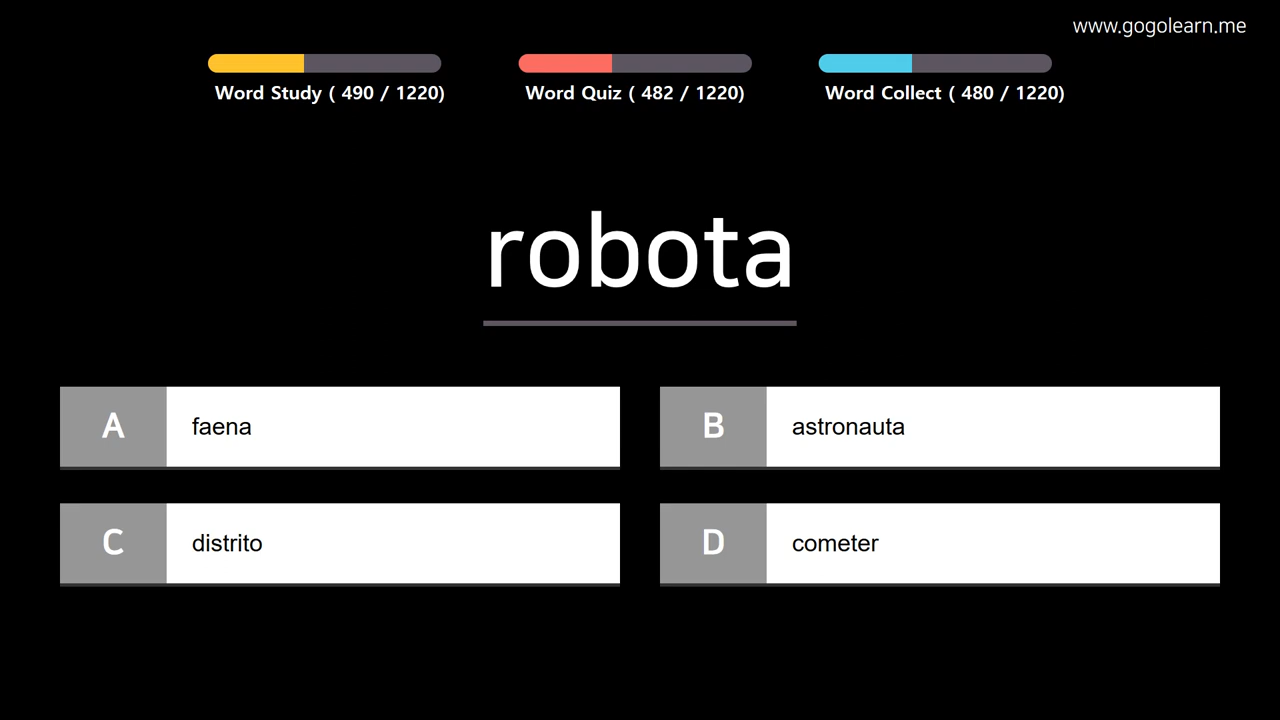 www.gogolearn.me
Word Study ( 490 / 1220)
Word Quiz ( 482 / 1220)
Word Collect ( 480 / 1220)
robota
A faena
B astronauta
C distrito
D cometer